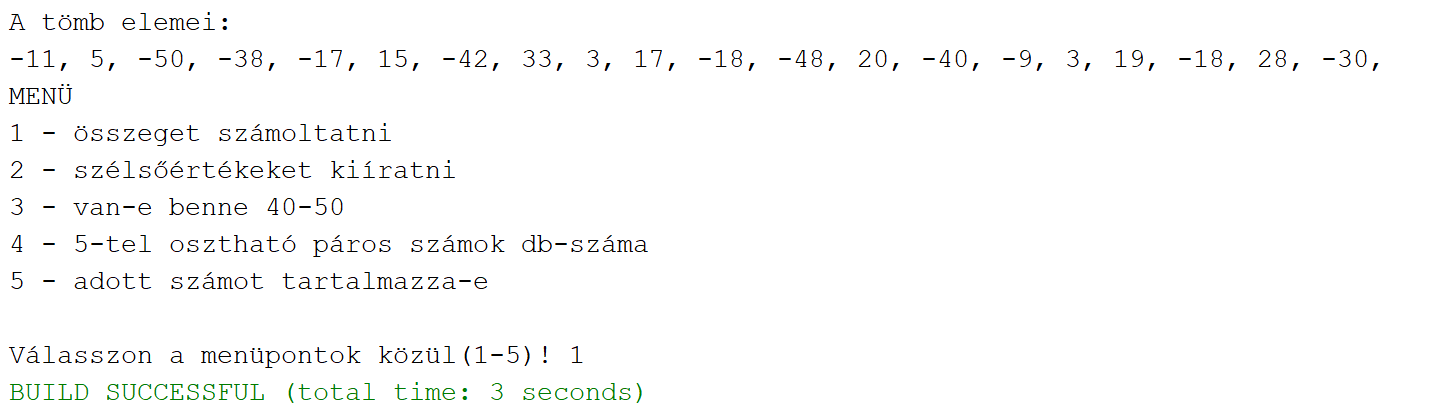 A tömb elemei:
-11, 5, -50, -38, -17, 15, -42, 33, 3, 17, -18, -48, 20, -40, -9, 3, 19, -18, 28, -30,
MENÜ
1 - összeget számoltatni
2 - szélsőértékeket kiíratni
3 - van-e benne 40-50
4 - 5-tel osztható páros számok db-száma
5 - adott számot tartalmazza-e
Válasszon a menüpontok közül(1-5)! 1
BUILD SUCCESSFUL (total time: 3 seconds)